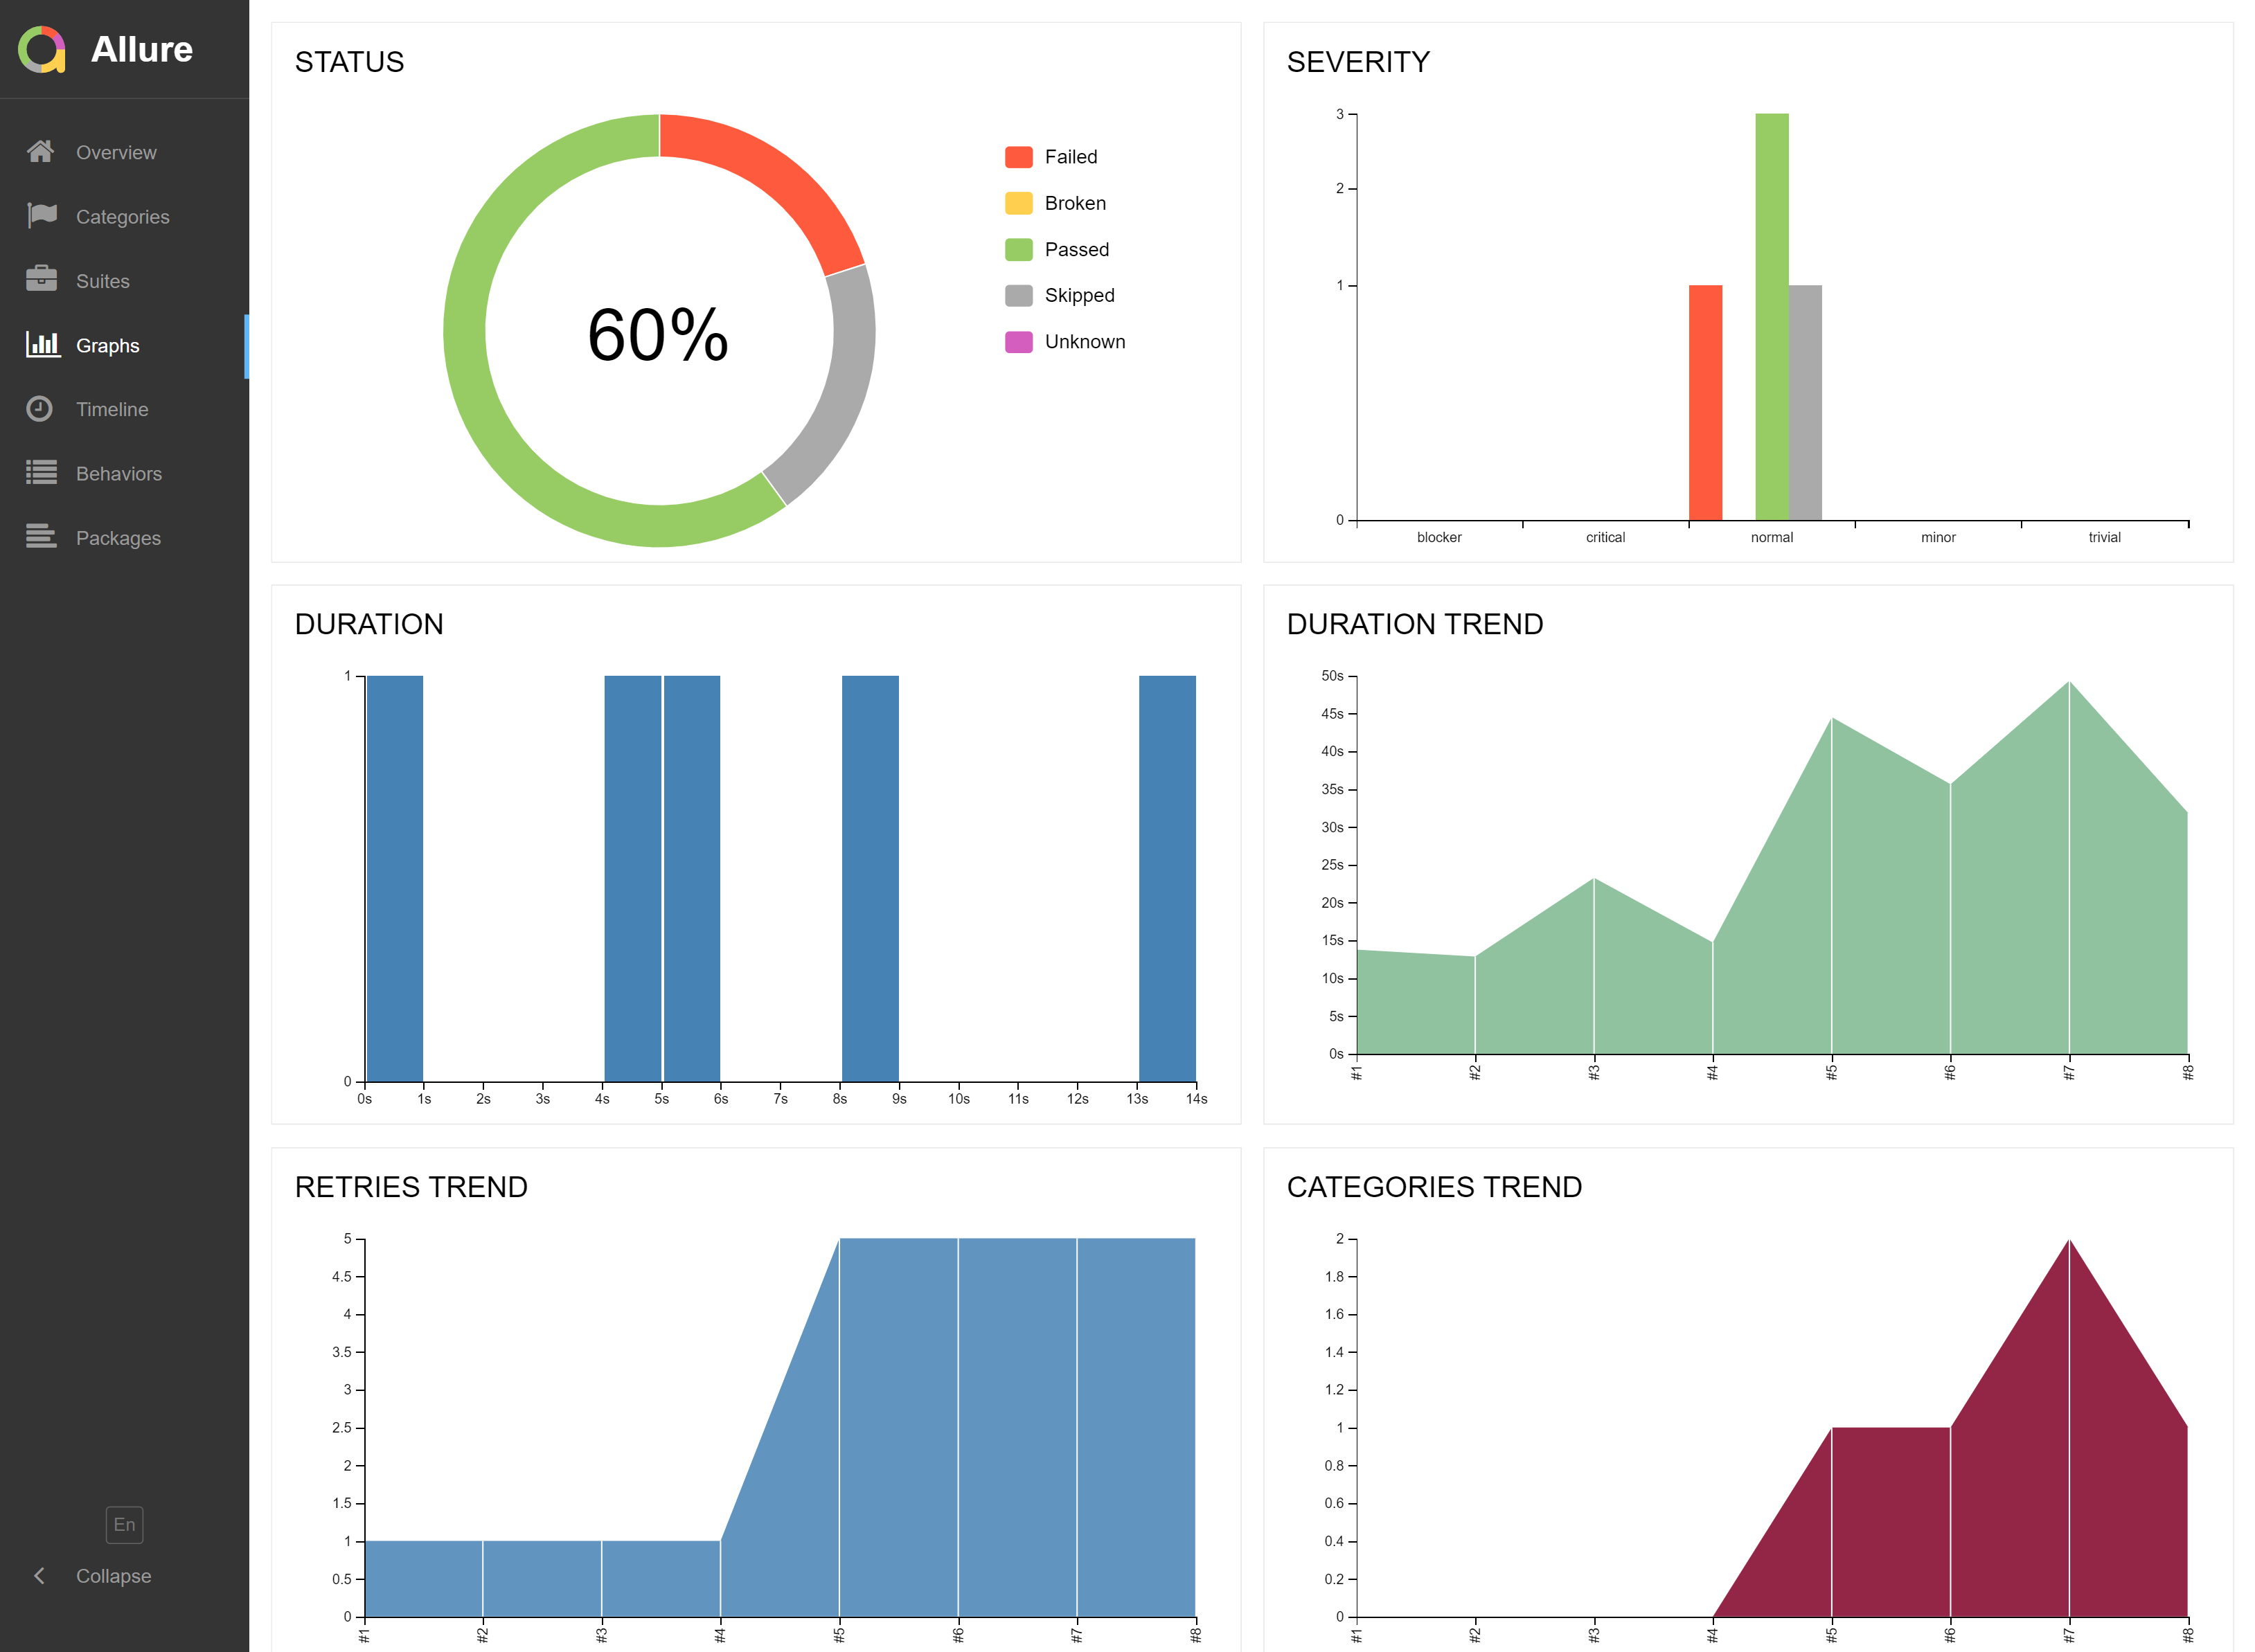 Allure
Overview
Categories
Suites
Graphs
Timeline
Behaviors
Packages
En
Collapse
STATUS
60%
Failed
Broken
Passed
Skipped
Unknown
SEVERITY
3
2
1
0
blocker critical normal minor trivial
DURATION
1
0
0s 1s 2s 3s 4s 5s 6s 7s 8s 9s 10s 11s 12s 13s 14s
DURATION TREND
50s
45s
40s
35s
30s
25s
20s
15s
10s
5s
0s
#1 #2 #3 #4 #5 #6 #7 #8
RETRIES TREND
5
4.5
4
3.5
3
2.5
2
1.5
1
0.5
0
#1 #2 #3 #4 #5 #6 #7 #8
CATEGORIES TREND
2
1.8
1.6
1.4
1.2
1
0.8
0.6
0.4
0.2
0
#1 #2 #3 #4 #5 #6 #7 #8